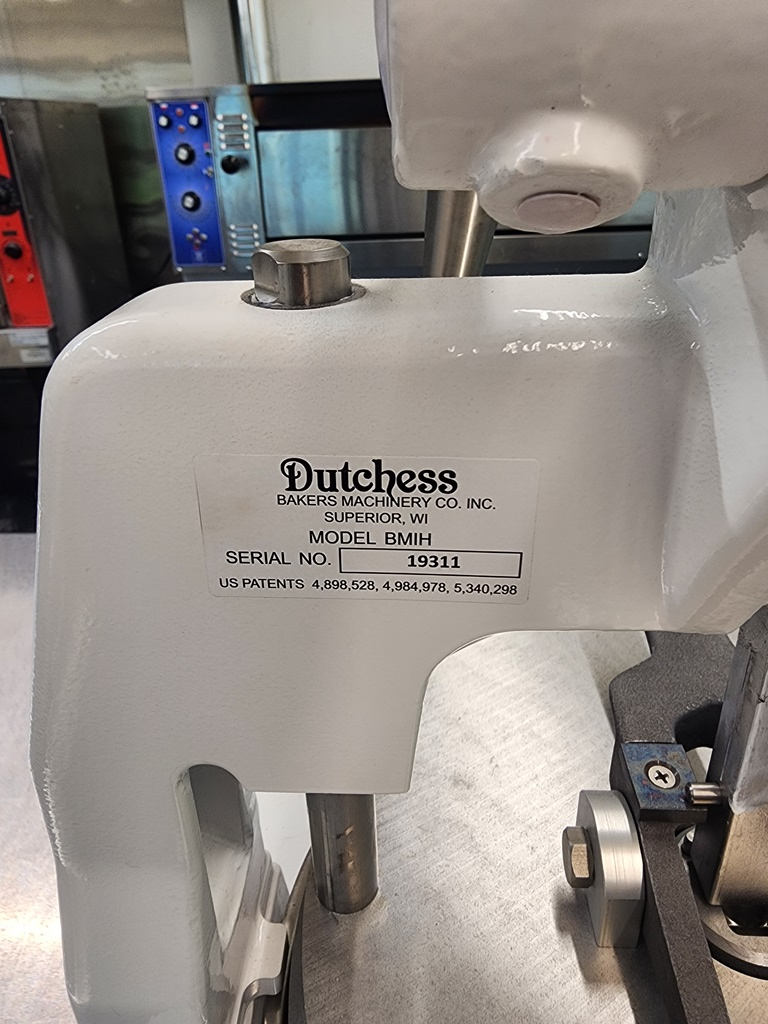 Dutchess
BAKERS MACHINERY CO. INC.
SUPERIOR, WI
MODEL BMIH
SERIAL NO. 19311
US PATENTS 4,898,528, 4,984,978, 5,340,298